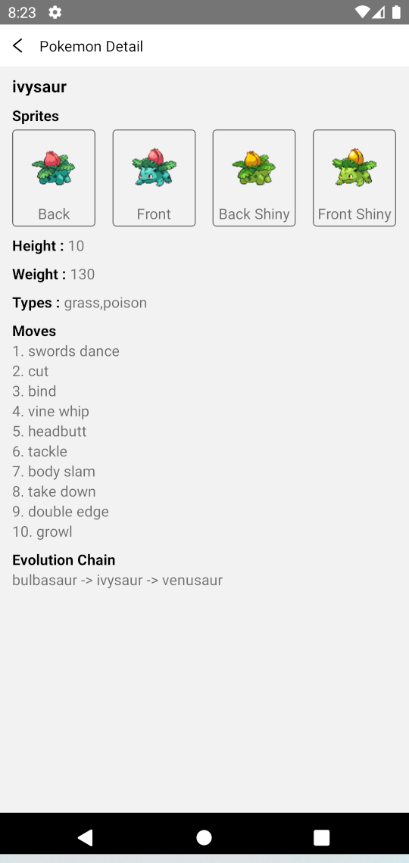 8:23
Pokemon Detail
ivysaur
Sprites
Back Front Back Shiny Front Shiny
Height : 10
Weight : 130
Types : grass,poison
Moves
1. swords dance
2. cut
3. bind
4. vine whip
5. headbutt
6. tackle
7. body slam
8. take down
9. double edge
10. growl
Evolution Chain
bulbasaur -> ivysaur -> venusaur